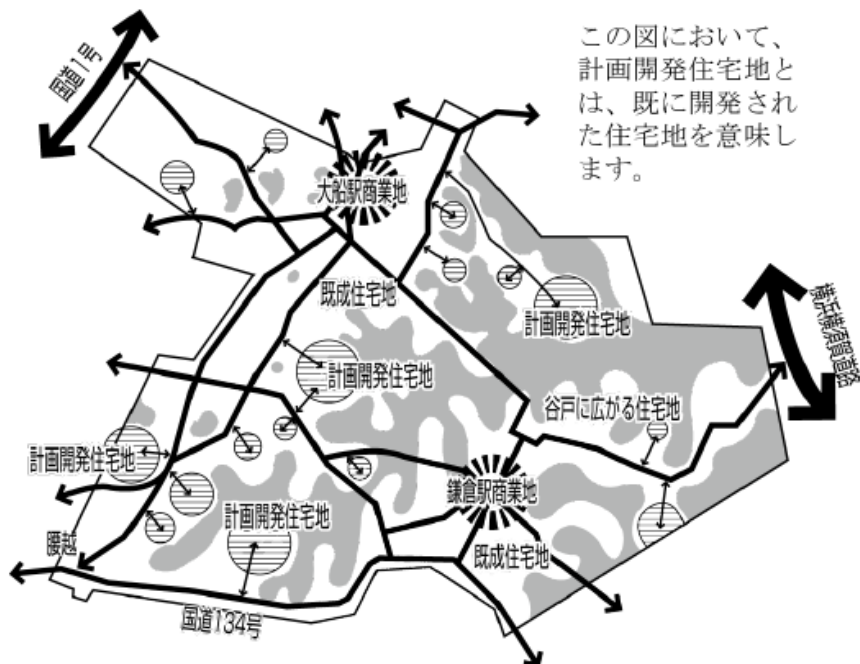 この図において、
計画開発住宅地と
は、既に開発され
た住宅地を意味し
ます。
国道1号
大船駅商業地
既成住宅地
計画開発住宅地
横浜横須賀道路
計画開発住宅地
谷戸に広がる住宅地
計画開発住宅地
鎌倉駅商業地
計画開発住宅地
腰越
既成住宅地
国道134号